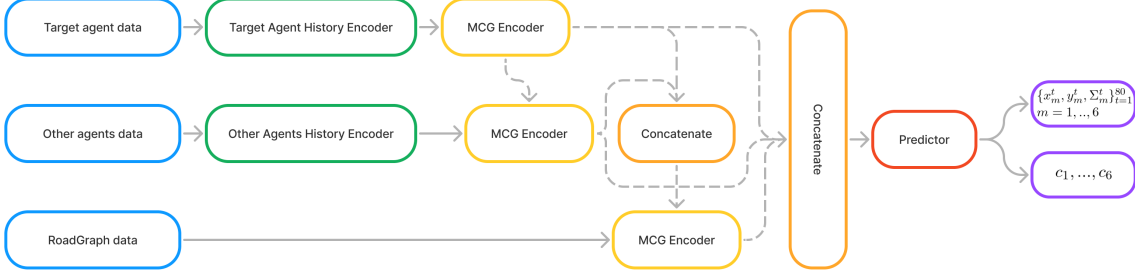 Target agent data
Target Agent History Encoder
MCG Encoder
Other agents data
Other Agents History Encoder
MCG Encoder
Concatenate
RoadGraph data
MCG Encoder
Concatenate
Predictor
{x_m^t, y_m^t, Σ_m^t}_{t=1}^{80}
m = 1, .., 6
c_1, ..., c_6